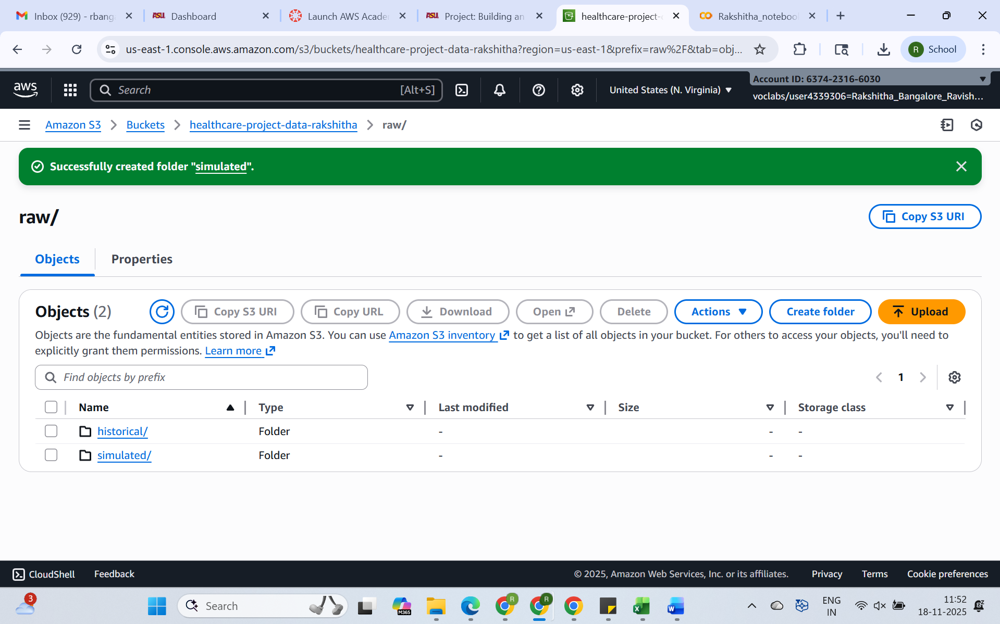 Inbox (929) - rbang
Dashboard
Launch AWS Acade
Project: Building an
healthcare-project-
Rakshitha_noteboo
us-east-1.console.aws.amazon.com/s3/buckets/healthcare-project-data-rakshitha?region=us-east-1&prefix=raw%2F&tab=obj...
R School
aws
Search [Alt+S]
United States (N. Virginia)
Account ID: 6374-2316-6030
voclabs/user4339306=Rakshitha_Bangalore_Ravish...
Amazon S3 > Buckets > healthcare-project-data-rakshitha > raw/
Successfully created folder "simulated".
raw/
Copy S3 URI
Objects
Properties
Objects (2)
Copy S3 URI
Copy URL
Download
Open
Delete
Actions
Create folder
Upload
Objects are the fundamental entities stored in Amazon S3. You can use Amazon S3 inventory to get a list of all objects in your bucket. For others to access your objects, you'll need to
explicitly grant them permissions. Learn more
Find objects by prefix
1
Name Type Last modified Size Storage class
historical/ Folder - - -
simulated/ Folder - - -
CloudShell Feedback © 2025, Amazon Web Services, Inc. or its affiliates. Privacy Terms Cookie preferences
3
Search
M365
R
R
ENG
IN
11:52
18-11-2025